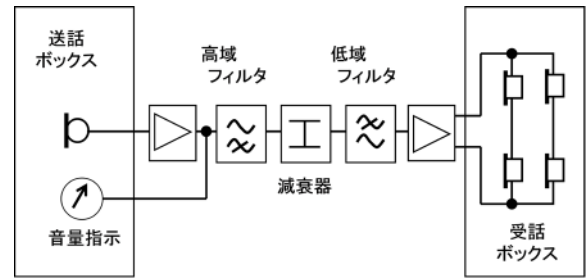 送話
ボックス
高域
フィルタ
低域
フィルタ
減衰器
音量指示
受話
ボックス